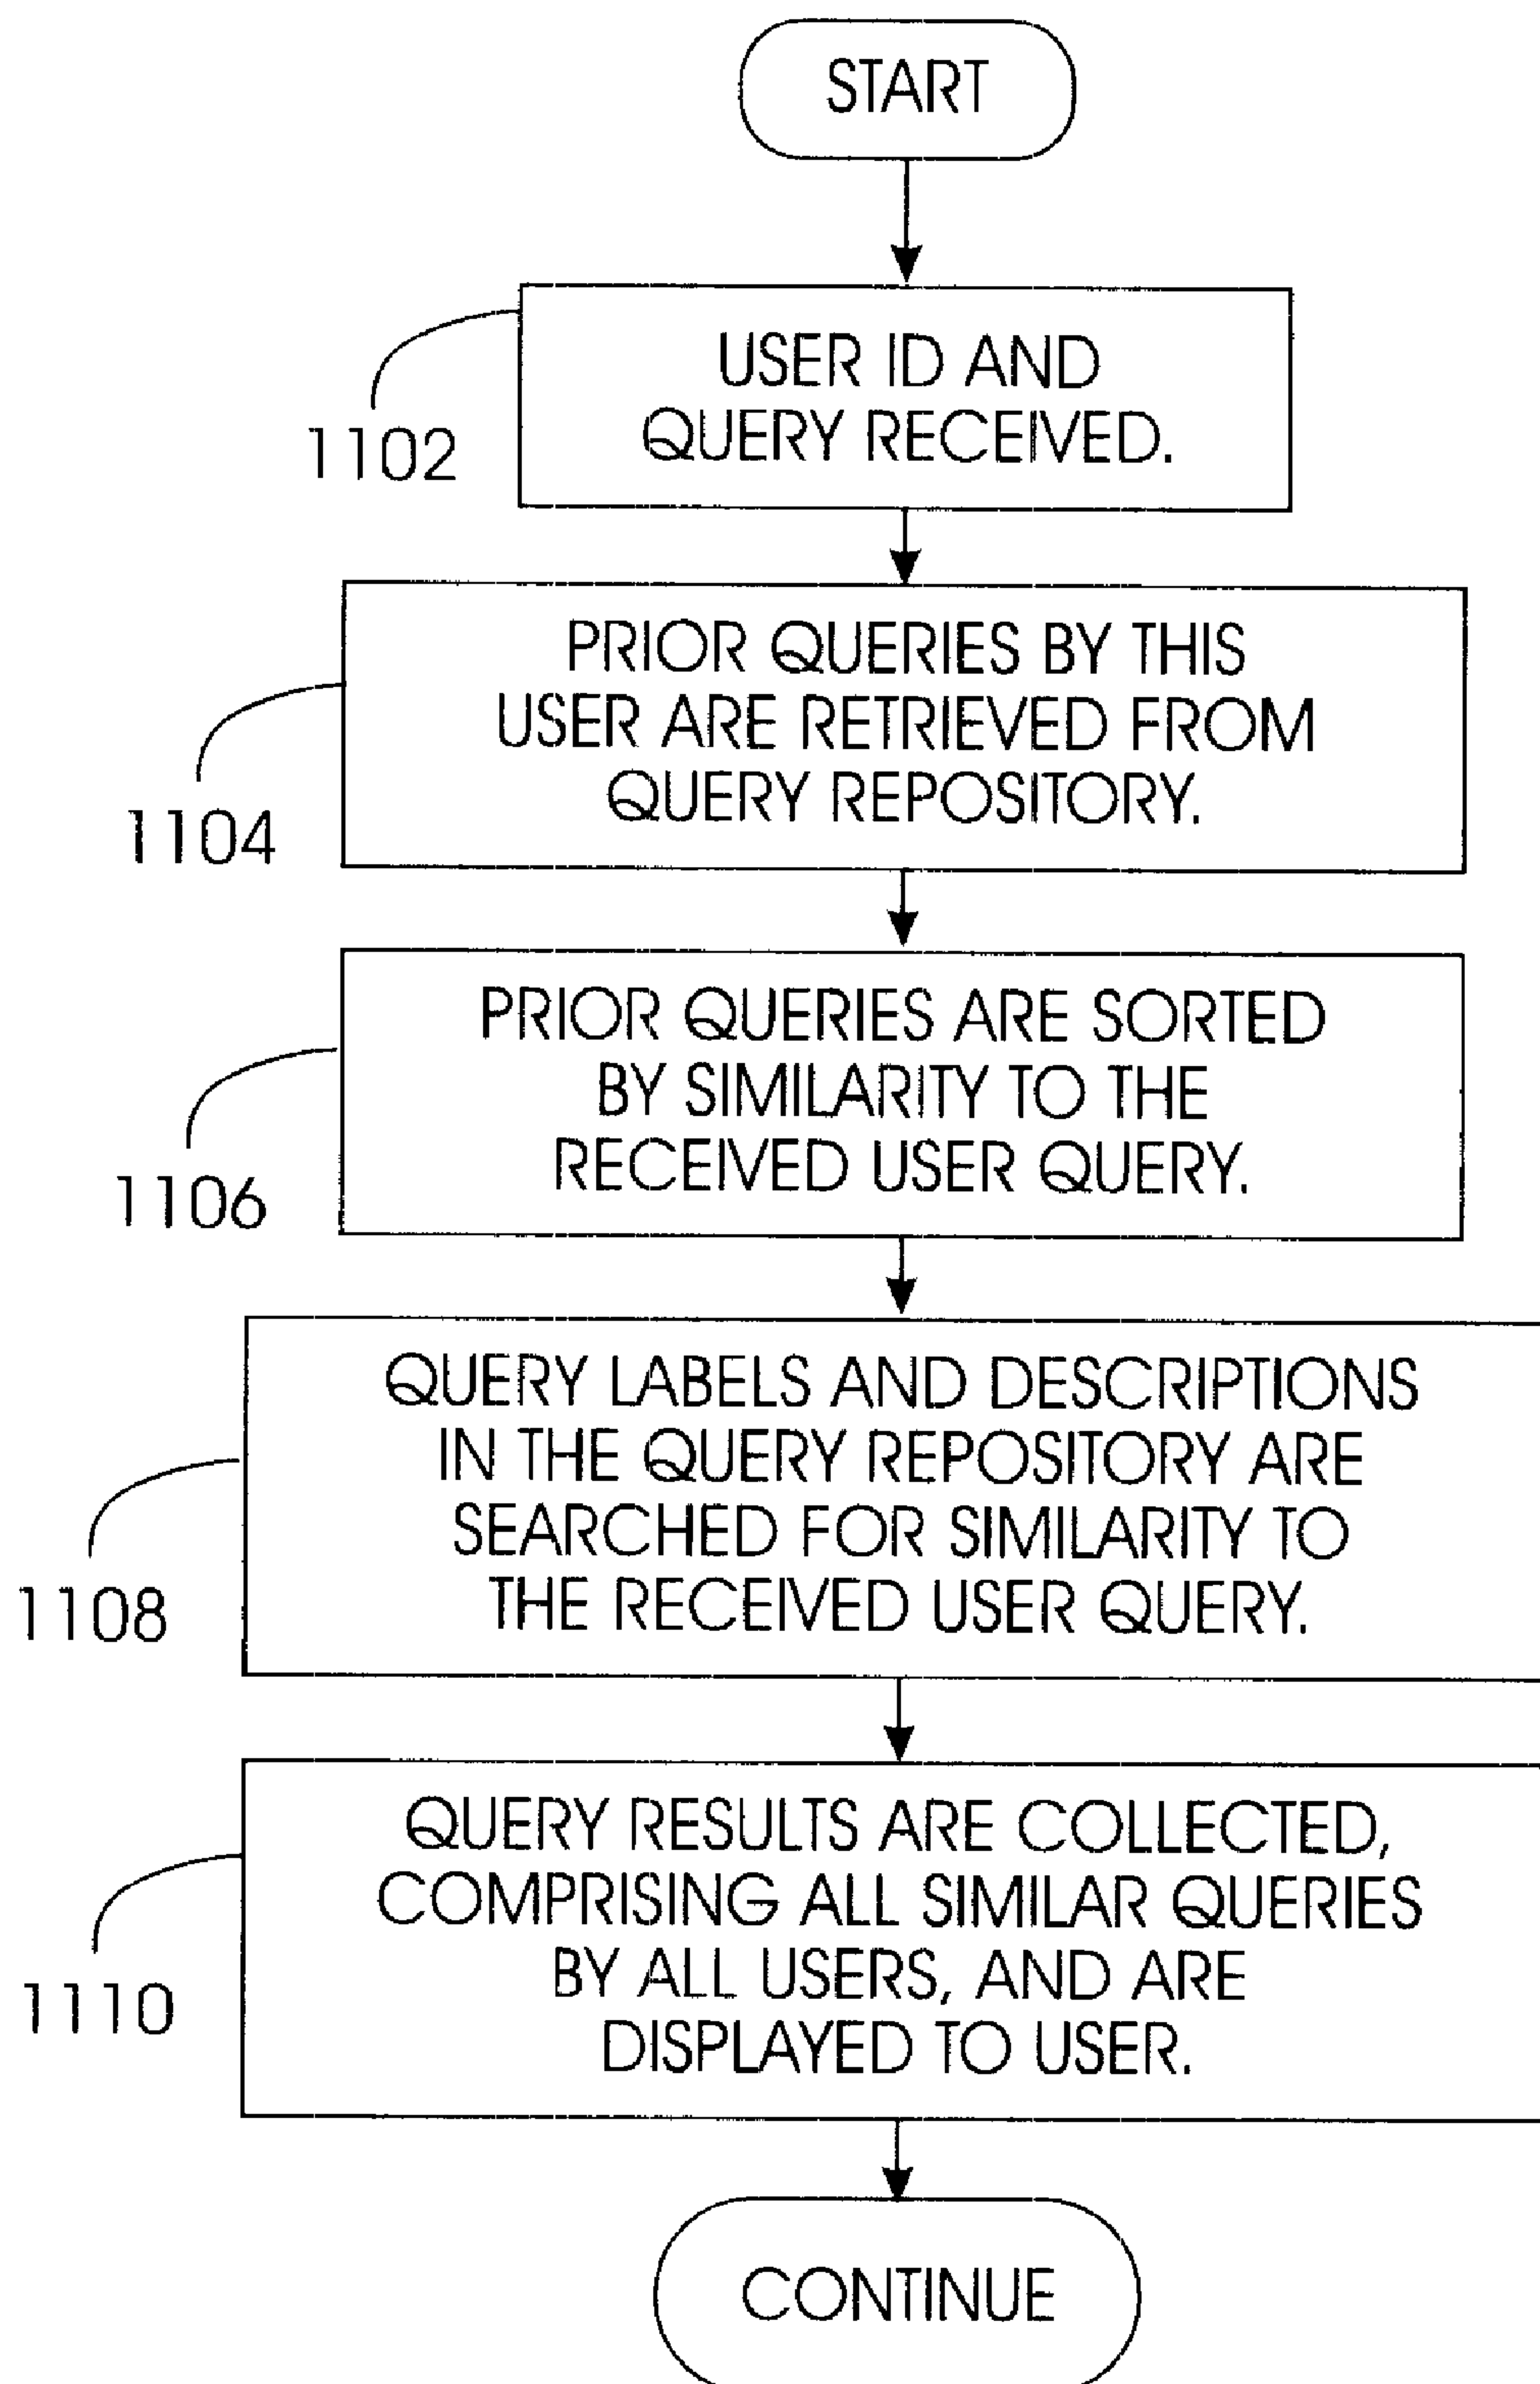 START
USER ID AND
QUERY RECEIVED.
1102
PRIOR QUERIES BY THIS
USER ARE RETRIEVED FROM
QUERY REPOSITORY.
1104
PRIOR QUERIES ARE SORTED
BY SIMILARITY TO THE
RECEIVED USER QUERY.
1106
QUERY LABELS AND DESCRIPTIONS
IN THE QUERY REPOSITORY ARE
SEARCHED FOR SIMILARITY TO
THE RECEIVED USER QUERY.
1108
QUERY RESULTS ARE COLLECTED,
COMPRISING ALL SIMILAR QUERIES
BY ALL USERS, AND ARE
DISPLAYED TO USER.
1110
CONTINUE